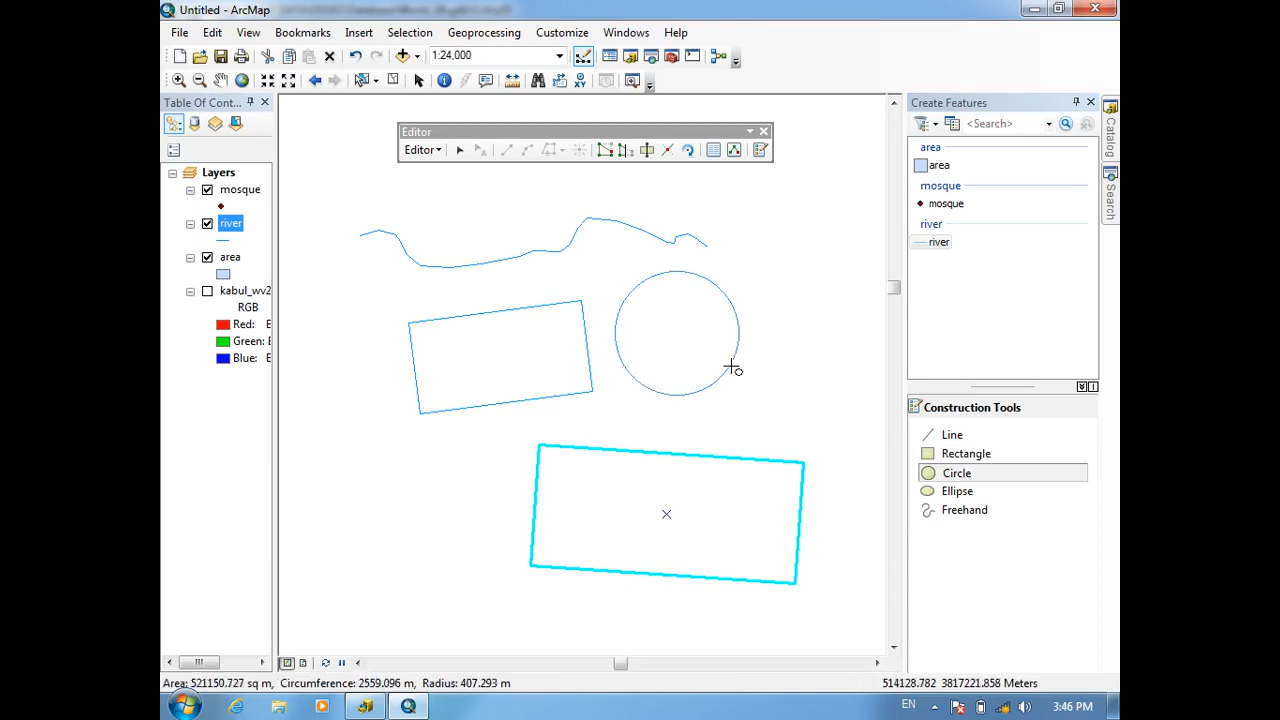 Untitled - ArcMap
File Edit View Bookmarks Insert Selection Geoprocessing Customize Windows Help
1:24,000
Table Of Cont...
Layers
mosque
river
area
kabul_wv2
RGB
Red: E
Green: E
Blue: E
Editor
Editor
Create Features
<Search>
area
area
mosque
mosque
river
river
Construction Tools
Line
Rectangle
Circle
Ellipse
Freehand
Catalog
Search
Area: 521150.727 sq m, Circumference: 2559.096 m, Radius: 407.293 m
514128.782 3817221.858 Meters
EN
3:46 PM